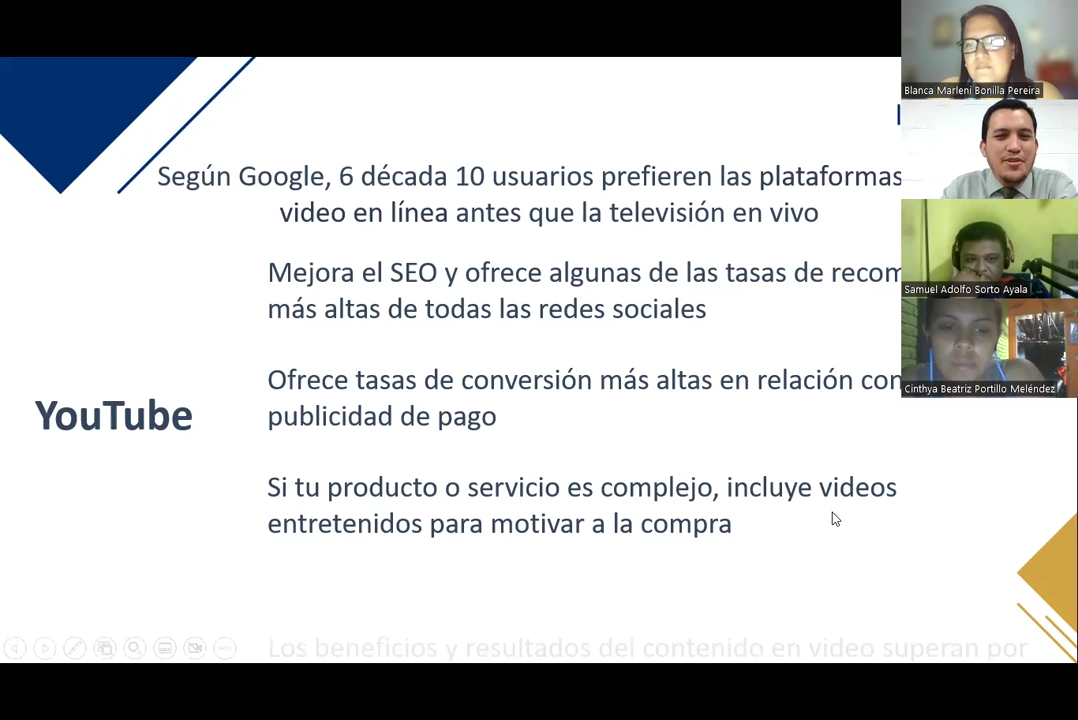 Según Google, 6 década 10 usuarios prefieren las plataformas
video en línea antes que la televisión en vivo
Mejora el SEO y ofrece algunas de las tasas de recom
más altas de todas las redes sociales
Ofrece tasas de conversión más altas en relación con
publicidad de pago
YouTube
Si tu producto o servicio es complejo, incluye videos
entretenidos para motivar a la compra
Los beneficios y resultados del contenido en video superan por
Blanca Marleni Bonilla Pereira
Samuel Adolfo Sorto Ayala
Cinthya Beatriz Portillo Meléndez